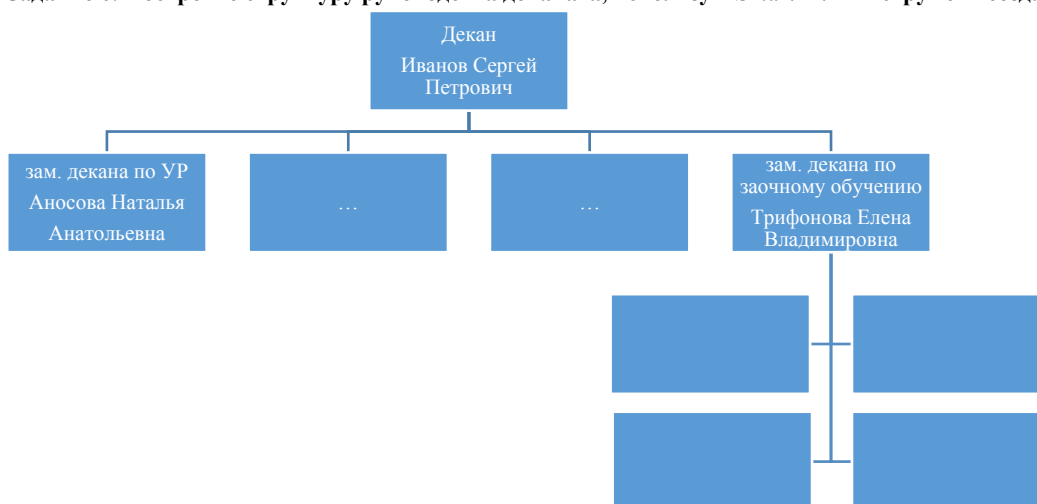 Декан
Иванов Сергей
Петрович
зам. декана по УР
Аносова Наталья
Анатольевна
…
…
зам. декана по
заочному обучению
Трифонова Елена
Владимировна